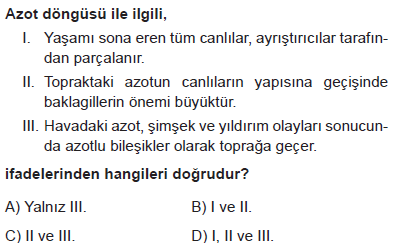 Azot döngüsü ile ilgili,
I. Yaşamı sona eren tüm canlılar, ayrıştırıcılar tarafın-
dan parçalanır.
II. Topraktaki azotun canlıların yapısına geçişinde
baklagillerin önemi büyüktür.
III. Havadaki azot, şimşek ve yıldırım olayları sonucun-
da azotlu bileşikler olarak toprağa geçer.
ifadelerinden hangileri doğrudur?
A) Yalnız III. B) I ve II.
C) II ve III. D) I, II ve III.